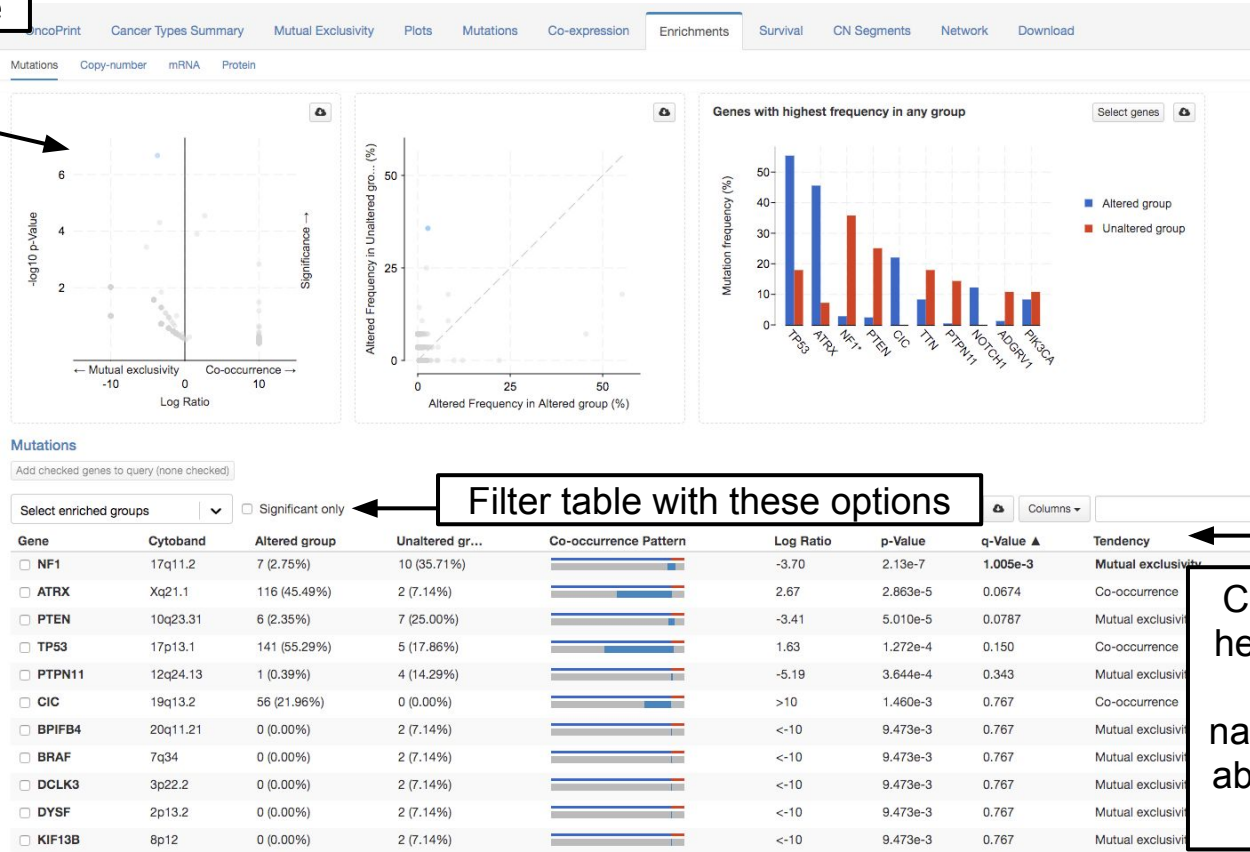 OncoPrint Cancer Types Summary Mutual Exclusivity Plots Mutations Co-expression Enrichments Survival CN Segments Network Download
Mutations Copy-number mRNA Protein
-log10 p-Value
6
4
2
Significance →
← Mutual exclusivity Co-occurrence →
-10 0 10
Log Ratio
Altered Frequency in Unaltered gro... (%)
50
25
0
0 25 50
Altered Frequency in Altered group (%)
Genes with highest frequency in any group Select genes
Mutation frequency (%)
50
40
30
20
10
0
TP53 ATRX NF1* PTEN CIC TTN PTPN11 NOTCH1 ADGRV1 PIK3CA
Altered group
Unaltered group
Mutations
Add checked genes to query (none checked)
Select enriched groups Significant only Filter table with these options Columns
Gene Cytoband Altered group Unaltered gr... Co-occurrence Pattern Log Ratio p-Value q-Value ▲ Tendency
NF1 17q11.2 7 (2.75%) 10 (35.71%) -3.70 2.13e-7 1.005e-3 Mutual exclusivity
ATRX Xq21.1 116 (45.49%) 2 (7.14%) 2.67 2.863e-5 0.0674 Co-occurrence
PTEN 10q23.31 6 (2.35%) 7 (25.00%) -3.41 5.010e-5 0.0787 Mutual exclusivit
TP53 17p13.1 141 (55.29%) 5 (17.86%) 1.63 1.272e-4 0.150 Co-occurrence
PTPN11 12q24.13 1 (0.39%) 4 (14.29%) -5.19 3.644e-4 0.343 Mutual exclusivit
CIC 19q13.2 56 (21.96%) 0 (0.00%) >10 1.460e-3 0.767 Co-occurrence
BPIFB4 20q11.21 0 (0.00%) 2 (7.14%) <-10 9.473e-3 0.767 Mutual exclusivit
BRAF 7q34 0 (0.00%) 2 (7.14%) <-10 9.473e-3 0.767 Mutual exclusivit
DCLK3 3p22.2 0 (0.00%) 2 (7.14%) <-10 9.473e-3 0.767 Mutual exclusivit
DYSF 2p13.2 0 (0.00%) 2 (7.14%) <-10 9.473e-3 0.767 Mutual exclusivit
KIF13B 8p12 0 (0.00%) 2 (7.14%) <-10 9.473e-3 0.767 Mutual exclusivit